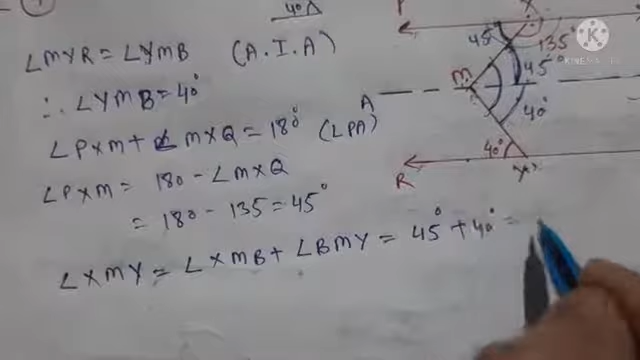 40°
∠MYR = ∠YMB (A.I.A)
∴ ∠YMB = 40°
∠PXM + ∠MXQ = 180° (LPA)
∠PXM = 180 - ∠MXQ
= 180 - 135 = 45°
∠XMY = ∠XMB + ∠BMY = 45° + 40° =
P
X
45°
135°
KINEMASTER
M
45°
A
40°
40°
R
Y